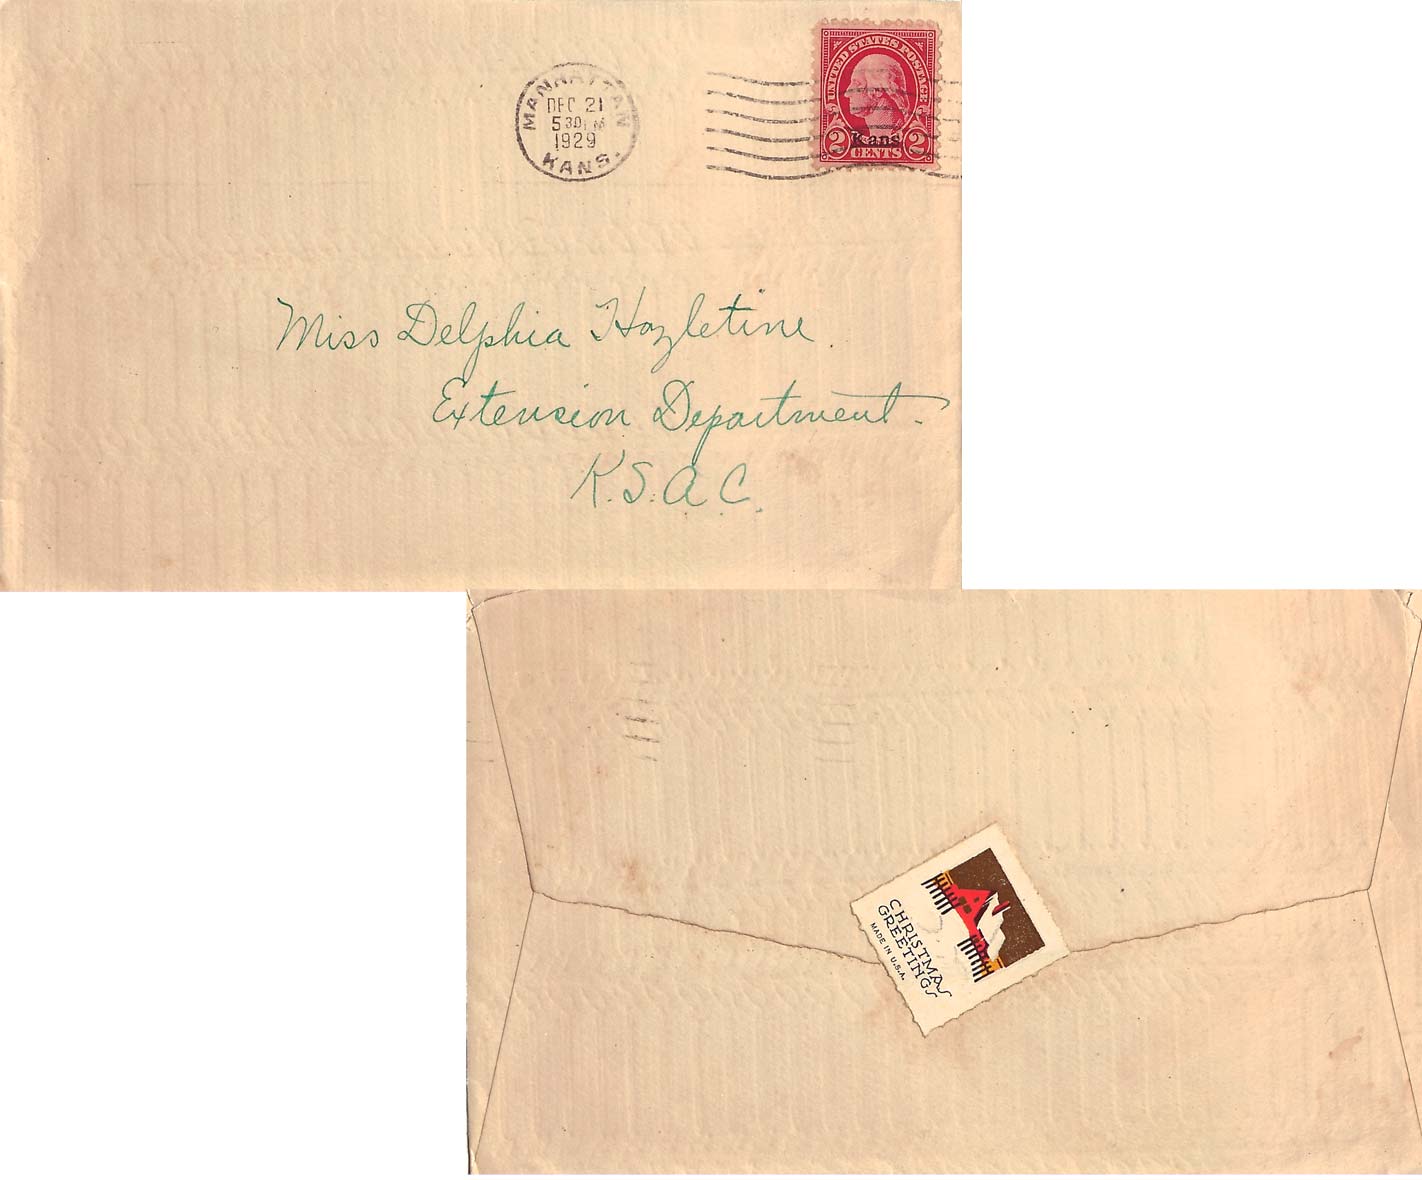 MANHATTAN
DEC 21
5 30 PM
1929
KANS.
UNITED STATES POSTAGE
Kans
2 CENTS 2
Miss Delphia Hazletine
Extension Department.
K.S.A.C.
CHRISTMAS
GREETINGS
MADE IN U.S.A.